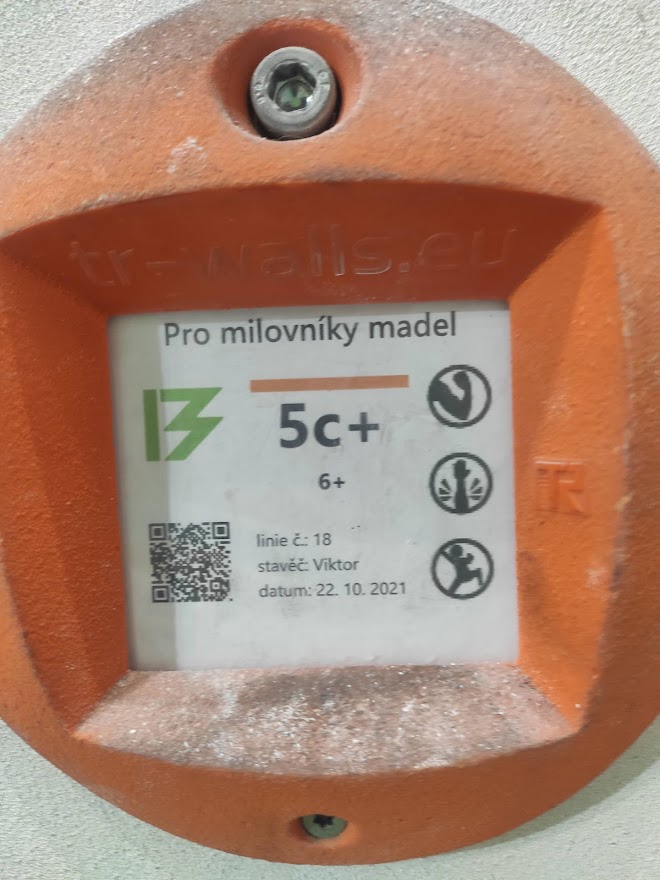 tr-walls.eu
Pro milovníky madel
5c+
6+
linie č.: 18
stavěč: Viktor
datum: 22. 10. 2021
TR